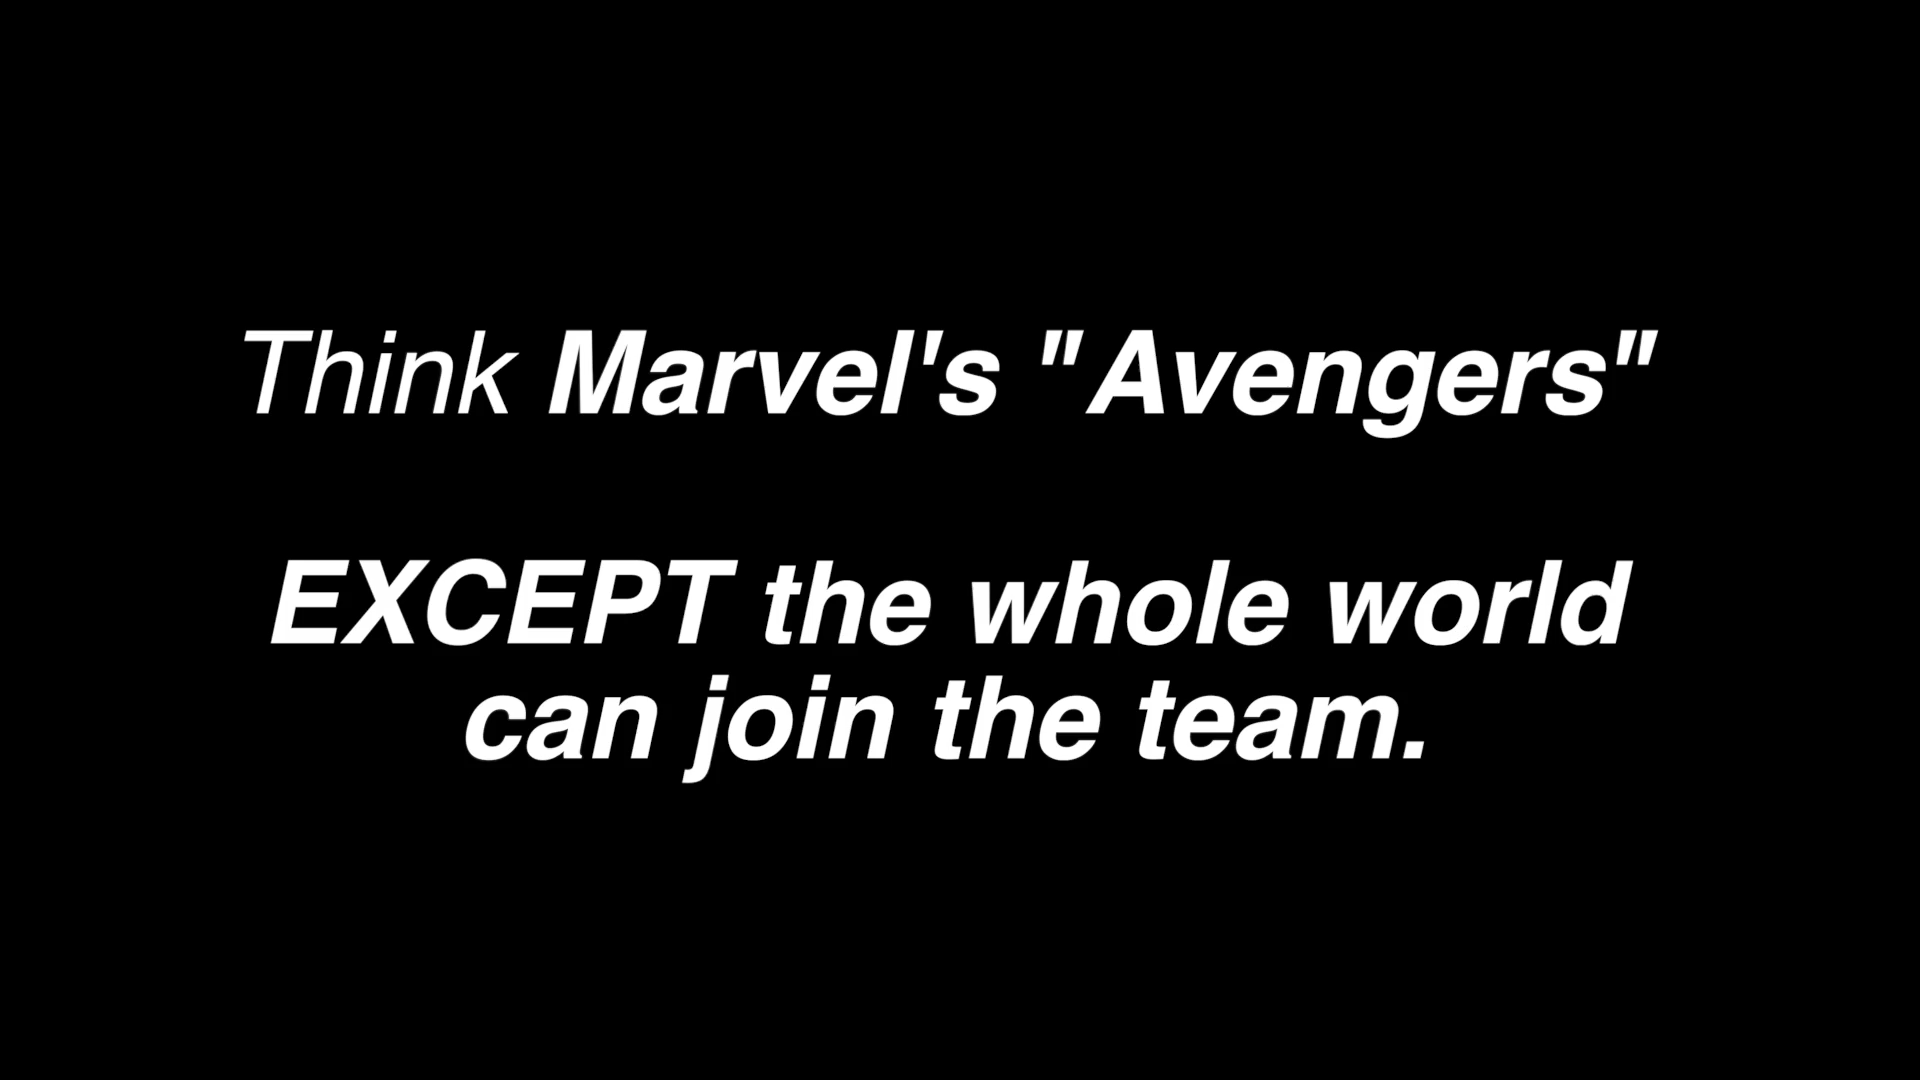 Think Marvel's "Avengers"
EXCEPT the whole world
can join the team.